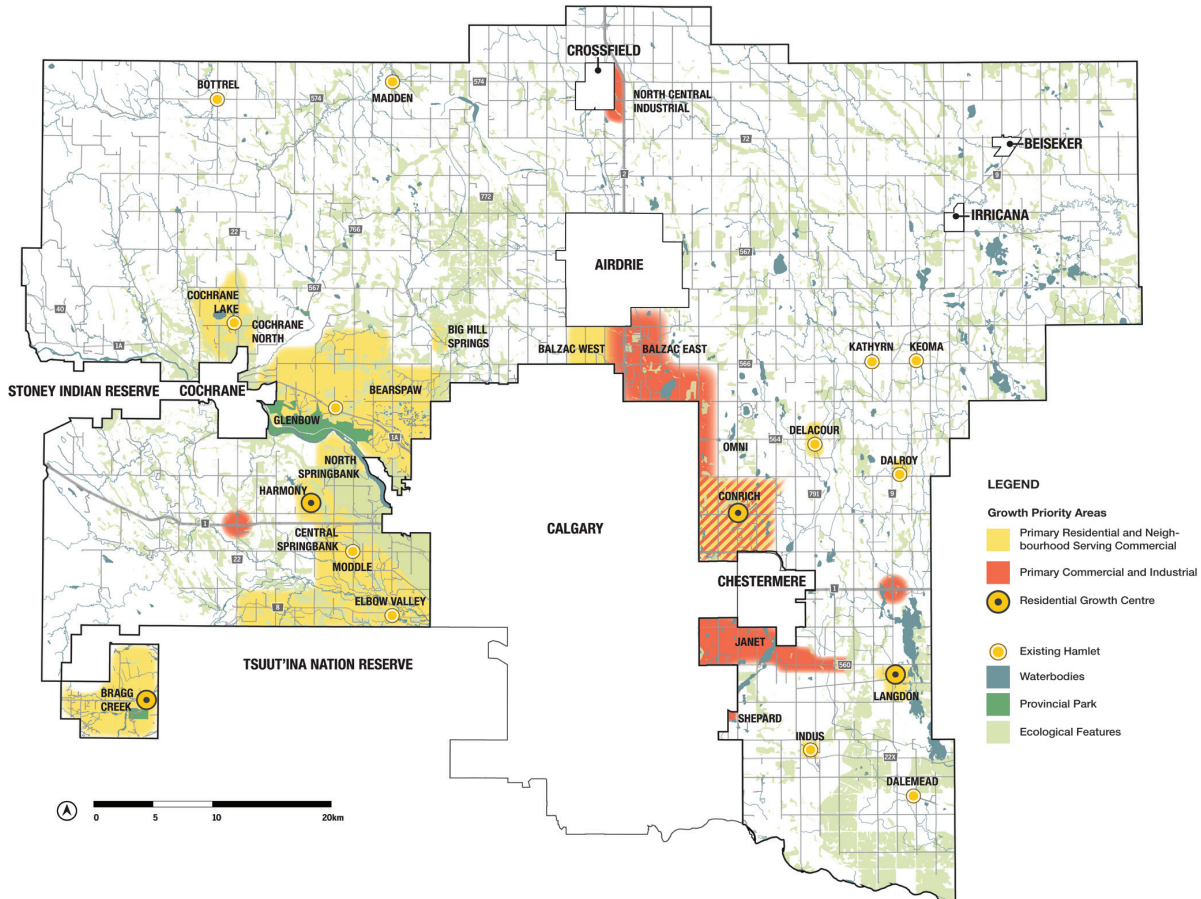 CROSSFIELD
BOTTREL
574
MADDEN
574
NORTH CENTRAL
INDUSTRIAL
72
BEISEKER
2
9
772
IRRICANA
22
766
567
AIRDRIE
567
COCHRANE
LAKE
40
COCHRANE
NORTH
BIG HILL
SPRINGS
1A
BALZAC WEST
BALZAC EAST
KATHYRN
KEOMA
566
STONEY INDIAN RESERVE
COCHRANE
BEARSPAW
GLENBOW
1A
DELACOUR
564
OMNI
NORTH
SPRINGBANK
DALROY
HARMONY
CONRICH
791
9
1
CALGARY
CENTRAL
SPRINGBANK
22
MODDLE
CHESTERMERE
1
8
ELBOW VALLEY
JANET
560
TSUUT'INA NATION RESERVE
BRAGG
CREEK
LANGDON
SHEPARD
INDUS
22X
DALEMEAD
0
5
10
20km
LEGEND
Growth Priority Areas
Primary Residential and Neigh-
bourhood Serving Commercial
Primary Commercial and Industrial
Residential Growth Centre
Existing Hamlet
Waterbodies
Provincial Park
Ecological Features